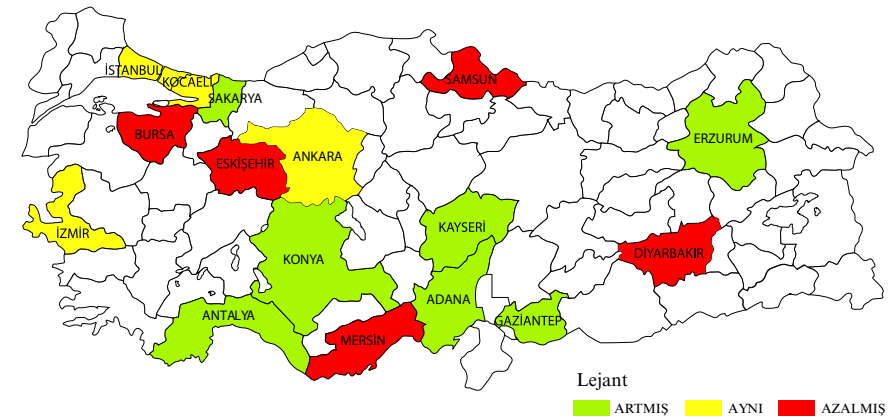 İSTANBUL
KOCAELİ
SAKARYA
SAMSUN
BURSA
ESKİŞEHİR
ANKARA
ERZURUM
İZMİR
KAYSERİ
KONYA
DİYARBAKIR
ADANA
ANTALYA
GAZİANTEP
MERSİN
Lejant
ARTMIŞ AYNI AZALMIŞ